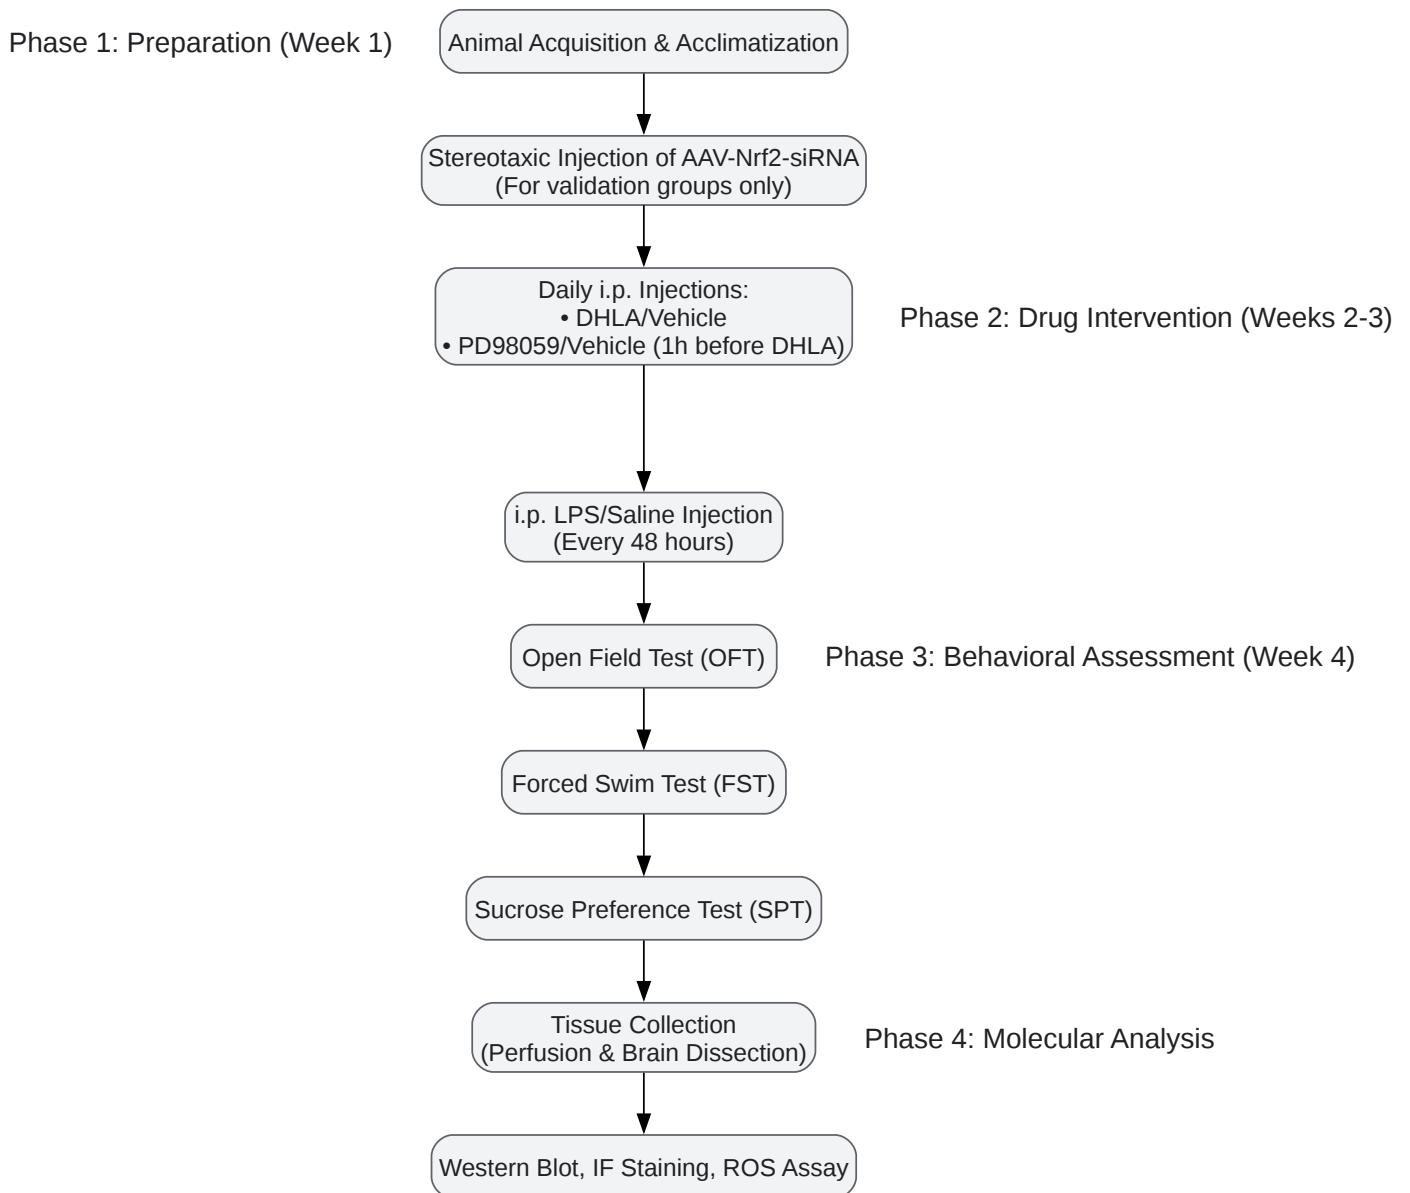 Phase 1: Preparation (Week 1)
Animal Acquisition & Acclimatization
Stereotaxic Injection of AAV-Nrf2-siRNA
(For validation groups only)
Daily i.p. Injections:
• DHLA/Vehicle
• PD98059/Vehicle (1h before DHLA)
Phase 2: Drug Intervention (Weeks 2-3)
i.p. LPS/Saline Injection
(Every 48 hours)
Open Field Test (OFT)
Phase 3: Behavioral Assessment (Week 4)
Forced Swim Test (FST)
Sucrose Preference Test (SPT)
Tissue Collection
(Perfusion & Brain Dissection)
Phase 4: Molecular Analysis
Western Blot, IF Staining, ROS Assay